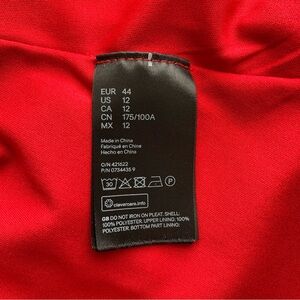 EUR 44
US 12
CA 12
CN 175/100A
MX 12
Made in China
Fabriqué en China
Hecho en China
O/N 421622
P/N 0734435 9
30 P
clevercare.info
GB DO NOT IRON ON PLEAT. SHELL:
100% POLYESTER. UPPER LINING:
POLYESTER. BOTTOM PART LINING: